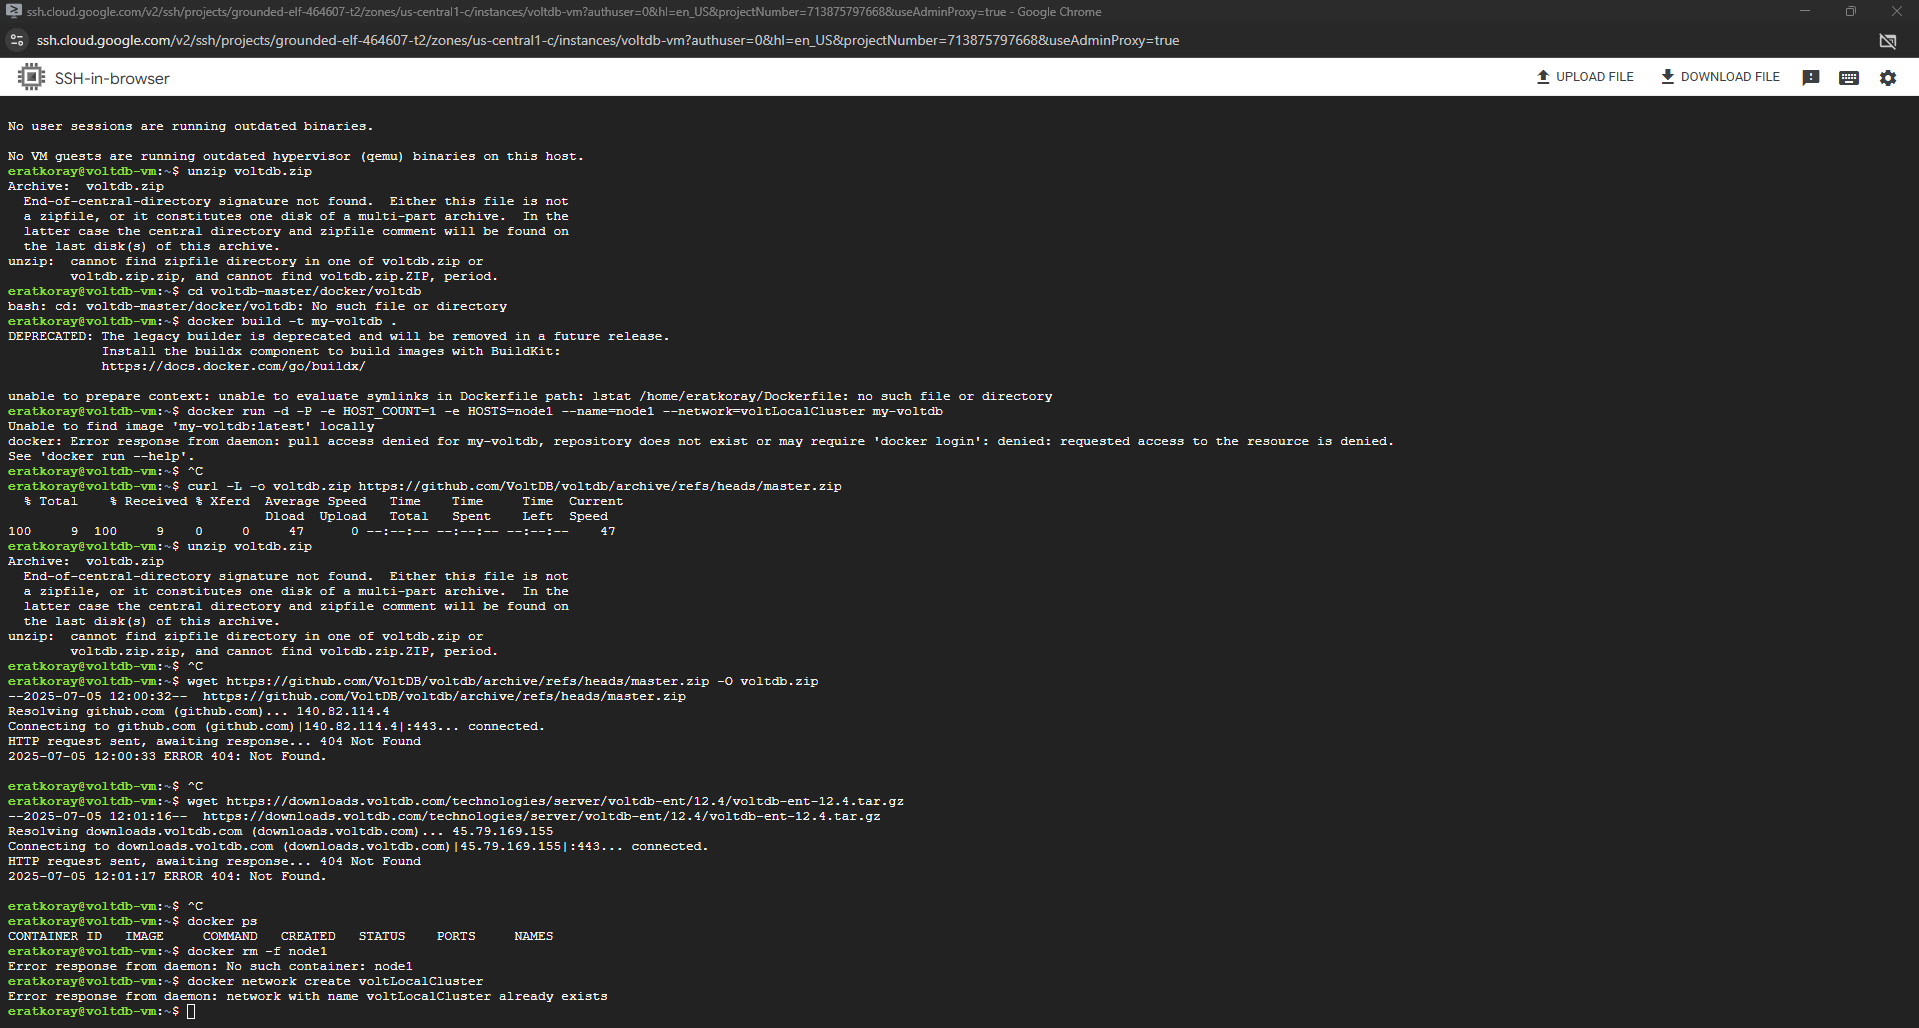 ssh.cloud.google.com/v2/ssh/projects/grounded-elf-464607-t2/zones/us-central1-c/instances/voltdb-vm?authuser=0&hl=en_US&projectNumber=713875797668&useAdminProxy=true - Google Chrome
ssh.cloud.google.com/v2/ssh/projects/grounded-elf-464607-t2/zones/us-central1-c/instances/voltdb-vm?authuser=0&hl=en_US&projectNumber=713875797668&useAdminProxy=true
SSH-in-browser
UPLOAD FILE
DOWNLOAD FILE
No user sessions are running outdated binaries.
No VM guests are running outdated hypervisor (qemu) binaries on this host.
eratkoray@voltdb-vm:~$ unzip voltdb.zip
Archive:  voltdb.zip
  End-of-central-directory signature not found.  Either this file is not
  a zipfile, or it constitutes one disk of a multi-part archive.  In the
  latter case the central directory and zipfile comment will be found on
  the last disk(s) of this archive.
unzip:  cannot find zipfile directory in one of voltdb.zip or
        voltdb.zip.zip, and cannot find voltdb.zip.ZIP, period.
eratkoray@voltdb-vm:~$ cd voltdb-master/docker/voltdb
bash: cd: voltdb-master/docker/voltdb: No such file or directory
eratkoray@voltdb-vm:~$ docker build -t my-voltdb .
DEPRECATED: The legacy builder is deprecated and will be removed in a future release.
            Install the buildx component to build images with BuildKit:
            https://docs.docker.com/go/buildx/
unable to prepare context: unable to evaluate symlinks in Dockerfile path: lstat /home/eratkoray/Dockerfile: no such file or directory
eratkoray@voltdb-vm:~$ docker run -d -P -e HOST_COUNT=1 -e HOSTS=node1 --name=node1 --network=voltLocalCluster my-voltdb
Unable to find image 'my-voltdb:latest' locally
docker: Error response from daemon: pull access denied for my-voltdb, repository does not exist or may require 'docker login': denied: requested access to the resource is denied.
See 'docker run --help'.
eratkoray@voltdb-vm:~$ ^C
eratkoray@voltdb-vm:~$ curl -L -o voltdb.zip https://github.com/VoltDB/voltdb/archive/refs/heads/master.zip
  % Total    % Received % Xferd  Average Speed   Time    Time     Time  Current
                                 Dload  Upload   Total   Spent    Left  Speed
100     9  100     9    0     0     47      0 --:--:-- --:--:-- --:--:--    47
eratkoray@voltdb-vm:~$ unzip voltdb.zip
Archive:  voltdb.zip
  End-of-central-directory signature not found.  Either this file is not
  a zipfile, or it constitutes one disk of a multi-part archive.  In the
  latter case the central directory and zipfile comment will be found on
  the last disk(s) of this archive.
unzip:  cannot find zipfile directory in one of voltdb.zip or
        voltdb.zip.zip, and cannot find voltdb.zip.ZIP, period.
eratkoray@voltdb-vm:~$ ^C
eratkoray@voltdb-vm:~$ wget https://github.com/VoltDB/voltdb/archive/refs/heads/master.zip -O voltdb.zip
--2025-07-05 12:00:32--  https://github.com/VoltDB/voltdb/archive/refs/heads/master.zip
Resolving github.com (github.com)... 140.82.114.4
Connecting to github.com (github.com)|140.82.114.4|:443... connected.
HTTP request sent, awaiting response... 404 Not Found
2025-07-05 12:00:33 ERROR 404: Not Found.
eratkoray@voltdb-vm:~$ ^C
eratkoray@voltdb-vm:~$ wget https://downloads.voltdb.com/technologies/server/voltdb-ent/12.4/voltdb-ent-12.4.tar.gz
--2025-07-05 12:01:16--  https://downloads.voltdb.com/technologies/server/voltdb-ent/12.4/voltdb-ent-12.4.tar.gz
Resolving downloads.voltdb.com (downloads.voltdb.com)... 45.79.169.155
Connecting to downloads.voltdb.com (downloads.voltdb.com)|45.79.169.155|:443... connected.
HTTP request sent, awaiting response... 404 Not Found
2025-07-05 12:01:17 ERROR 404: Not Found.
eratkoray@voltdb-vm:~$ ^C
eratkoray@voltdb-vm:~$ docker ps
CONTAINER ID   IMAGE     COMMAND   CREATED   STATUS    PORTS     NAMES
eratkoray@voltdb-vm:~$ docker rm -f node1
Error response from daemon: No such container: node1
eratkoray@voltdb-vm:~$ docker network create voltLocalCluster
Error response from daemon: network with name voltLocalCluster already exists
eratkoray@voltdb-vm:~$